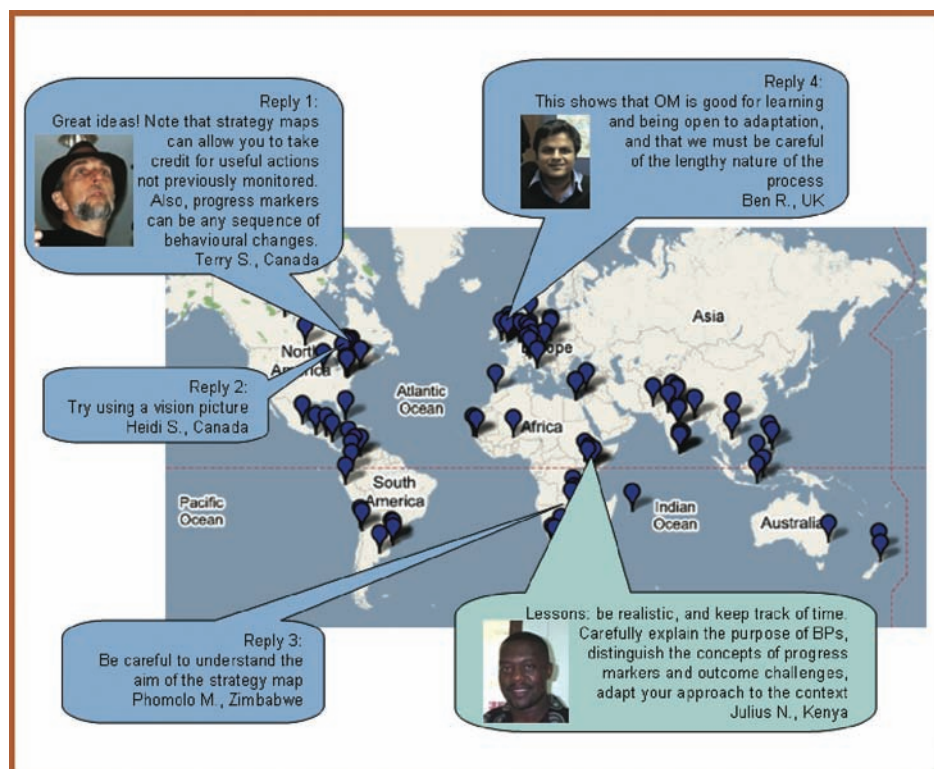 Reply 1:
Great ideas! Note that strategy maps
can allow you to take
credit for useful actions
not previously monitored.
Also, progress markers
can be any sequence of
behavioural changes.
Terry S., Canada
Reply 4:
This shows that OM is good for learning
and being open to adaptation,
and that we must be careful
of the lengthy nature of the
process
Ben R., UK
North
America
Europe
Asia
Reply 2:
Try using a vision picture
Heidi S., Canada
Atlantic
Ocean
Africa
South
America
Pacific
Ocean
Indian
Ocean
Australia
Reply 3:
Be careful to understand the
aim of the strategy map
Phomolo M., Zimbabwe
Lessons: be realistic, and keep track of time.
Carefully explain the purpose of BPs,
distinguish the concepts of progress
markers and outcome challenges,
adapt your approach to the context
Julius N., Kenya